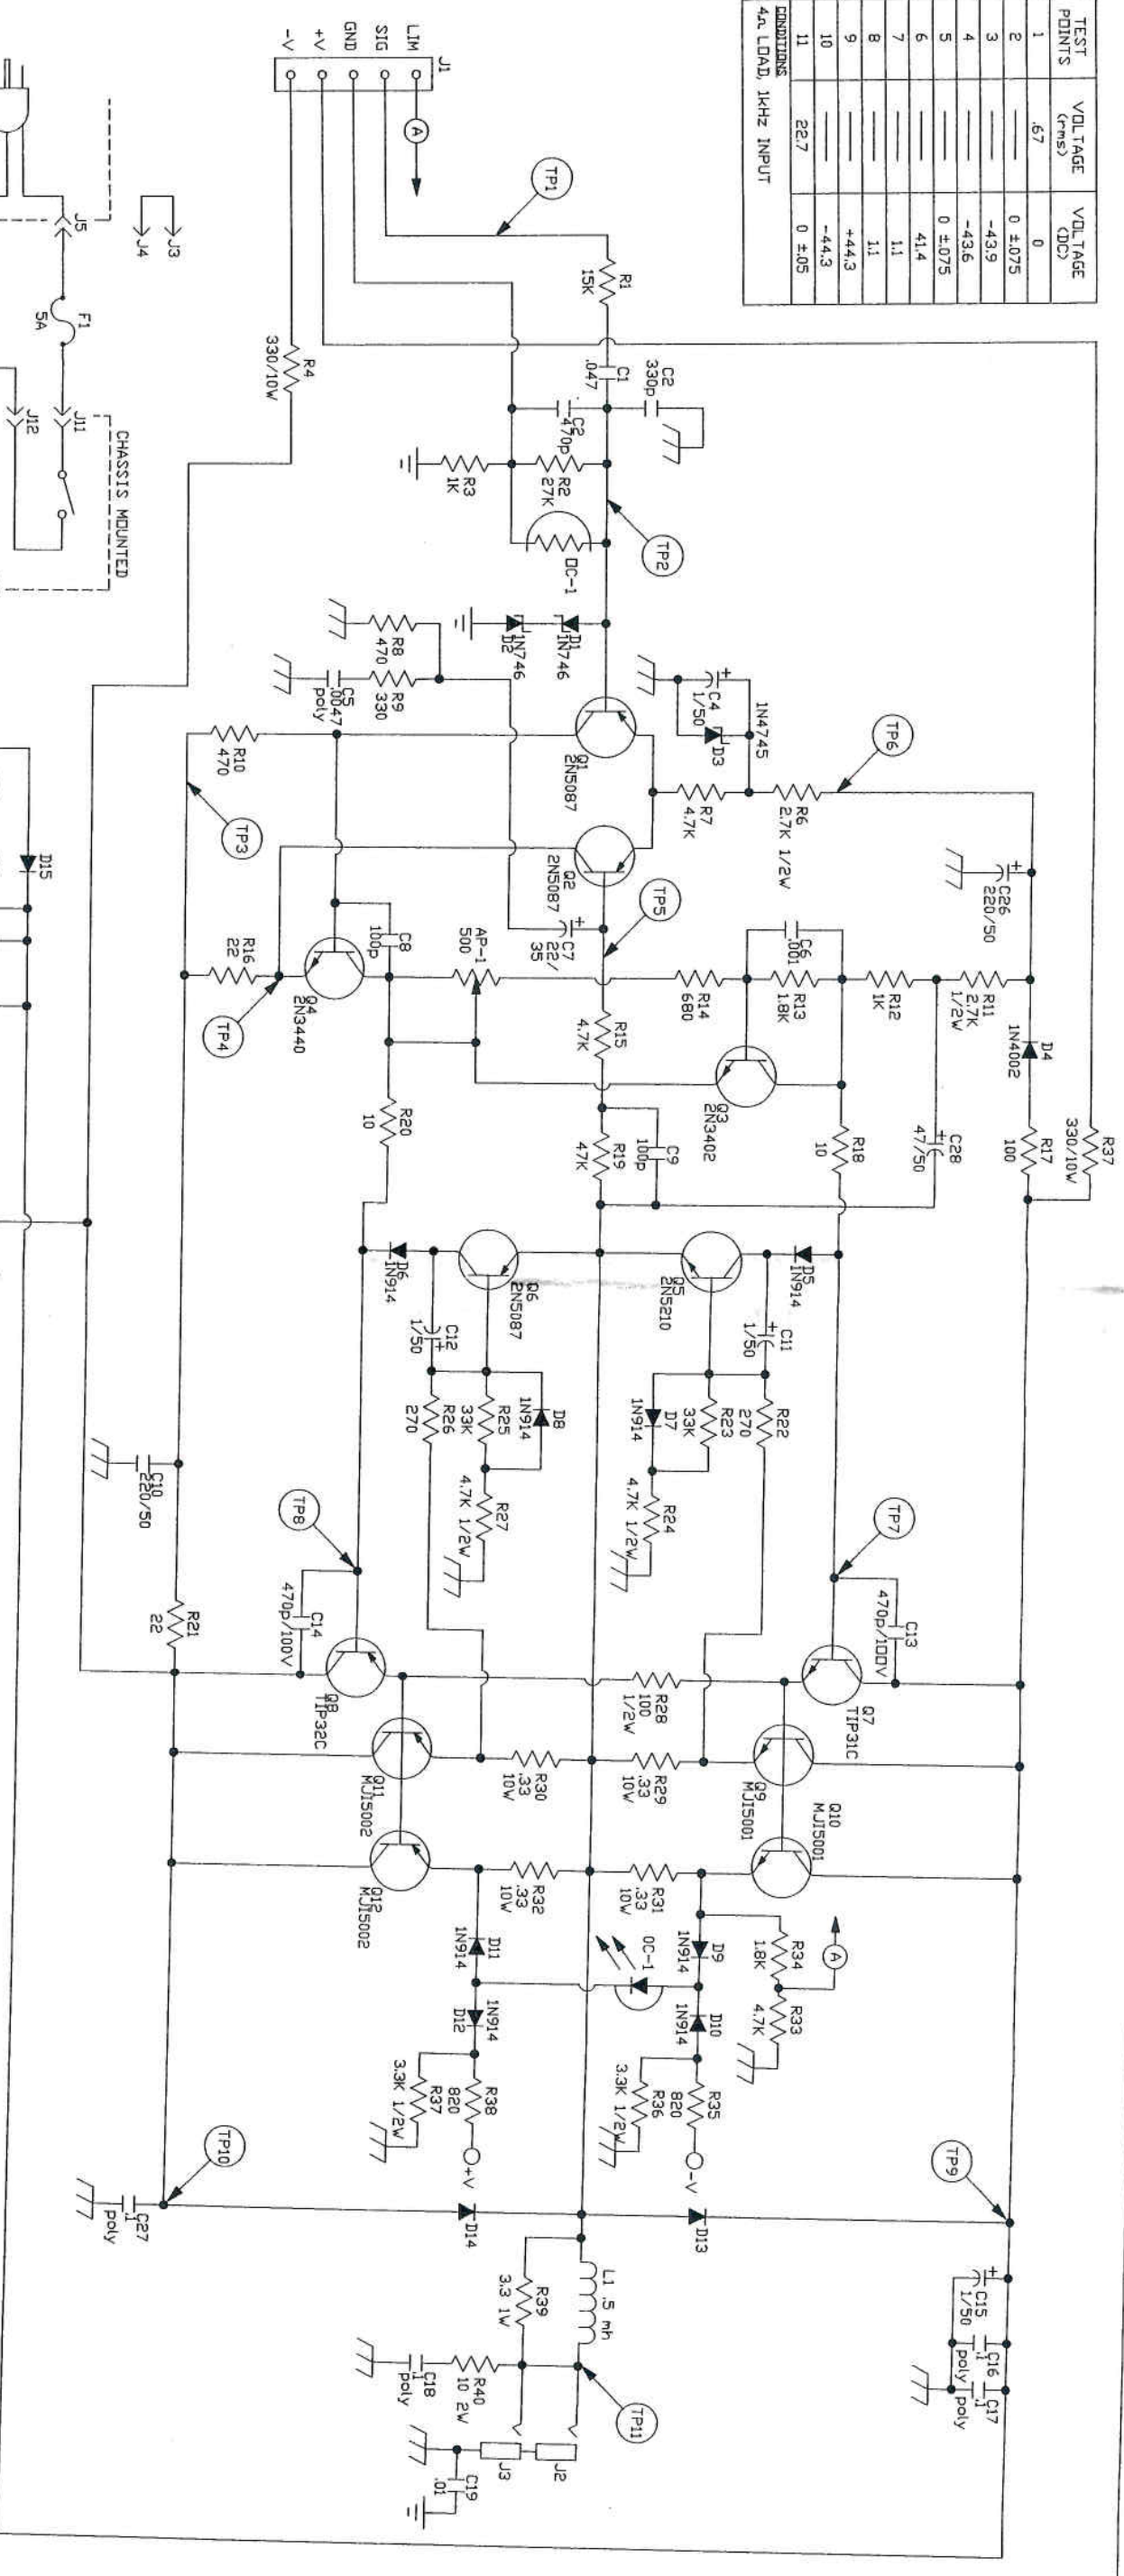 TEST POINTS VOLTAGE (rms) VOLTAGE (DC)
1 .67 0
2 0 ±.075
3 -43.9
4 -43.6
5 0 ±.075
6 41.4
7 1.1
8 1.1
9 +44.3
10 -44.3
11 22.7 0 ±.05
CONDITIONS
4Ω LOAD, 1kHz INPUT
J1
LIM
SIG
GND
+V
-V
A
TP1
R1
15K
C1
.047
C2
330p
C2
470p
R2
27K
R3
1K
R4
330/10W
OC-1
TP2
D1
1N746
D2
1N746
R8
470
R9
330
C5
.0047
poly
C4
1/50
1N4745
D3
R7
4.7K
R6
2.7K 1/2W
TP6
Q1
2N5087
Q2
2N5087
R10
470
TP3
C7
22/
35
TP5
C26
220/50
R11
2.7K
1/2W
R12
1K
C6
.001
R13
1.8K
R14
680
AP-1
500
C8
100p
Q4
2N3440
R16
22
TP4
R15
4.7K
Q3
2N3402
D4
1N4002
R17
100
R37
330/10W
C28
47/50
R18
10
C9
100p
R19
47K
R20
10
D5
1N914
Q5
2N5210
C11
1/50
R22
270
R23
33K
D7
1N914
R24
4.7K 1/2W
D6
1N914
Q6
2N5087
C12
1/50
D8
1N914
R25
33K
R26
270
R27
4.7K 1/2W
C10
220/50
R21
22
TP7
TP8
C13
470p/100V
Q7
TIP31C
C14
470p/100V
Q8
TIP32C
R28
100
1/2W
Q9
MJ15001
Q10
MJ15001
R29
.33
10W
R30
.33
10W
Q11
MJ15002
Q12
MJ15002
R31
.33
10W
R32
.33
10W
A
R34
1.8K
R33
4.7K
D9
1N914
D10
1N914
OC-1
D11
1N914
1N914
D12
R35
820
R36
3.3K 1/2W
-V
R38
820
R37
3.3K 1/2W
+V
TP9
TP10
D13
D14
C27
.1
poly
L1 .5 mh
R39
3.3 1W
R40
10 2W
C18
.1
poly
C15
1/50
C16
.1
poly
C17
.1
poly
TP11
J2
J3
C19
.01
J3
J4
J5
F1
5A
J11
J12
CHASSIS MOUNTED
D15